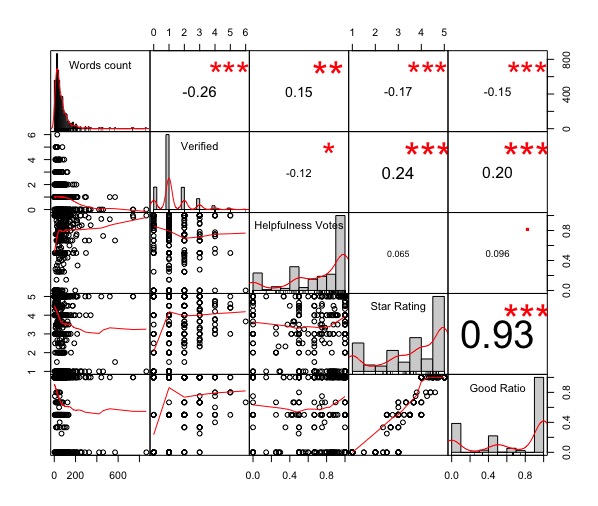 0 1 2 3 4 5 6
1 2 3 4 5
Words count
***
-0.26
**
0.15
***
-0.17
***
-0.15
0 400 800
0 2 4 6
1 2 3 4 5
Verified
*
-0.12
***
0.24
***
0.20
Helpfulness Votes
0.065
.
0.096
0.0 0.4 0.8
Star Rating
***
0.93
Good Ratio
0.0 0.4 0.8
0 200 600
0.0 0.4 0.8
0.0 0.4 0.8